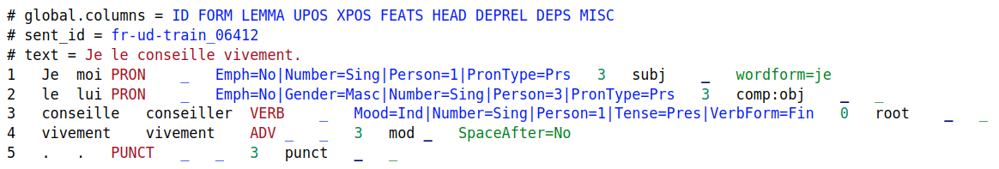 # global.columns = ID FORM LEMMA UPOS XPOS FEATS HEAD DEPREL DEPS MISC
# sent_id = fr-ud-train_06412
# text = Je le conseille vivement.
1 Je moi PRON _ Emph=No|Number=Sing|Person=1|PronType=Prs 3 subj _ wordform=je
2 le lui PRON _ Emph=No|Gender=Masc|Number=Sing|Person=3|PronType=Prs 3 comp:obj _ _
3 conseille conseiller VERB _ Mood=Ind|Number=Sing|Person=1|Tense=Pres|VerbForm=Fin 0 root _ _
4 vivement vivement ADV _ _ 3 mod _ SpaceAfter=No
5 . . PUNCT _ _ 3 punct _ _